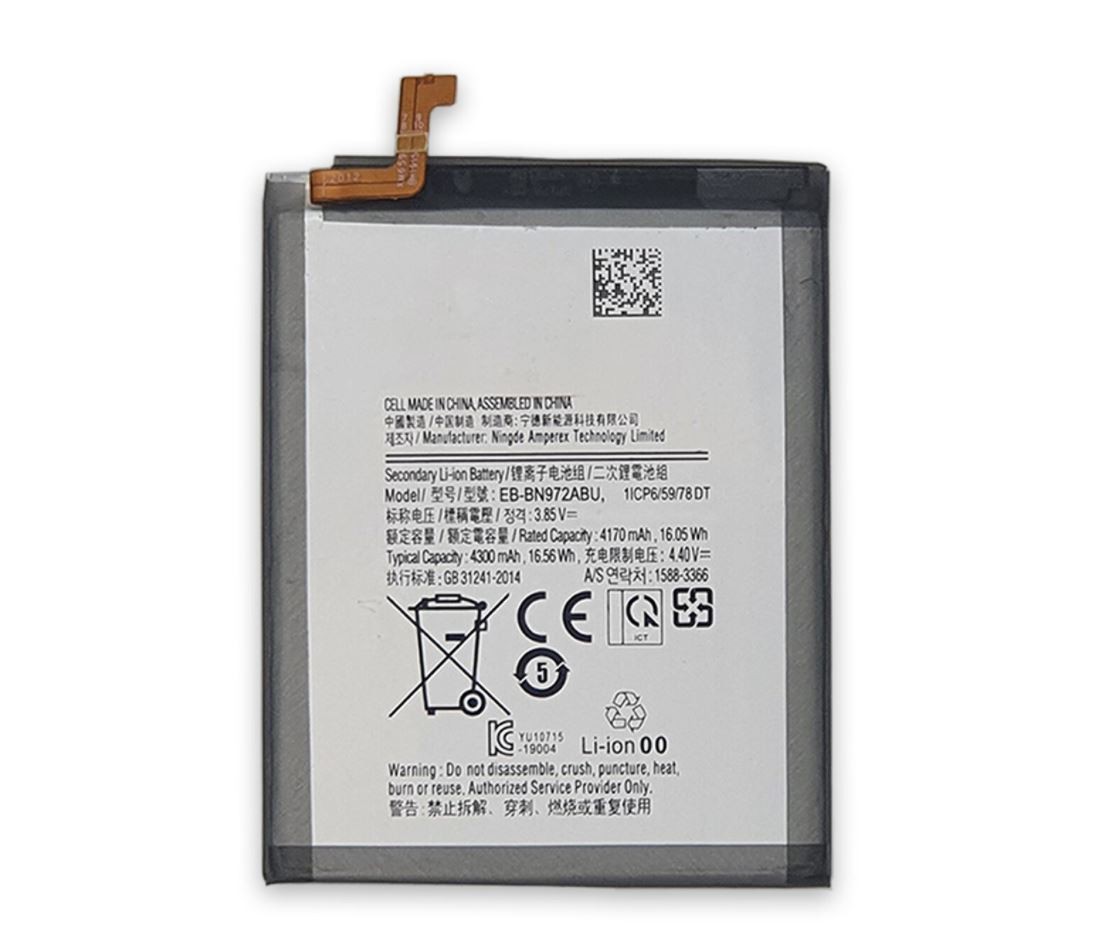 2012
CELL MADE IN CHINA, ASSEMBLED IN CHINA
中國製造 / 中国制造 制造商: 宁德新能源科技有限公司
제조자 / Manufacturer: Ningde Amperex Technology Limited
Secondary Li-ion Battery / 锂离子电池组 / 二次鋰電池組
Model / 型号 / 型號: EB-BN972ABU, 1ICP6/59/78 DT
标称电压 / 標稱電壓 / 정격 : 3.85 V⎓
额定容量 / 額定電容量 / Rated Capacity : 4170 mAh , 16.05 Wh
Typical Capacity : 4300 mAh , 16.56 Wh , 充电限制电压: 4.40 V⎓
执行标准 : GB 31241-2014 A/S 연락처 : 1588-3366
CE
ICT
5
YU10715
-19004
Li-ion 00
Warning : Do not disassemble, crush, puncture, heat,
burn or reuse. Authorized Service Provider Only.
警告 : 禁止拆解、穿刺、燃烧或重复使用